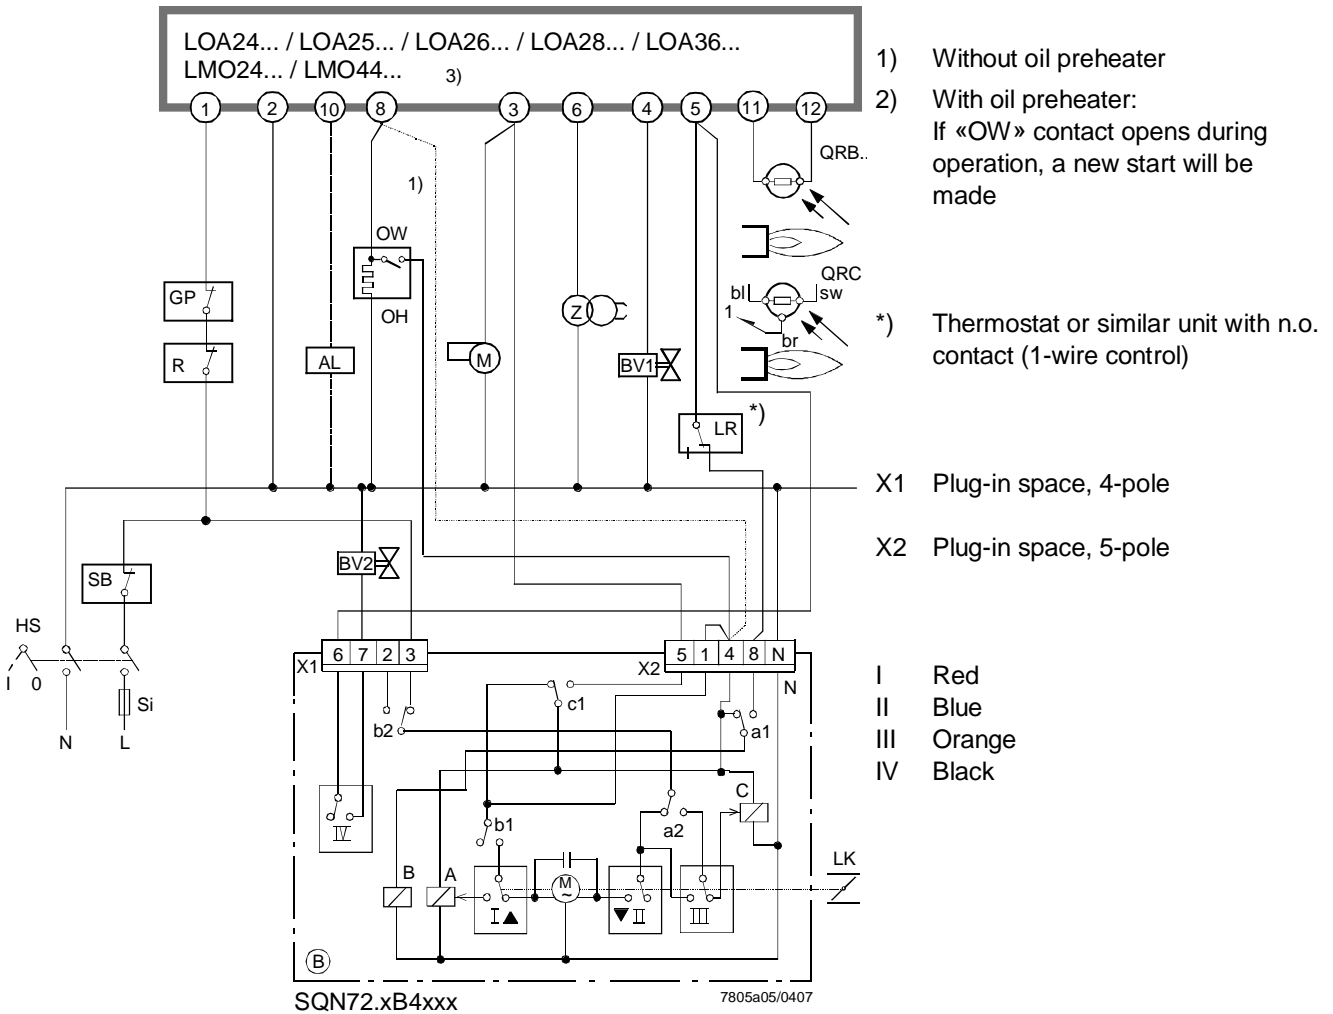 LOA24... / LOA25... / LOA26... / LOA28... / LOA36...
LMO24... / LMO44... 3)
1 2 10 8 3 6 4 5 11 12
1) Without oil preheater
2) With oil preheater:
If «OW» contact opens during
operation, a new start will be
made
QRB..
1)
OW
OH
GP
R
AL
M
Z
BV1
QRC
bl
sw
1
br
*) Thermostat or similar unit with n.o.
contact (1-wire control)
*)
LR
X1 Plug-in space, 4-pole
X2 Plug-in space, 5-pole
BV2
SB
HS
I 0
Si
N
L
X1
6 7 2 3
X2
5 1 4 8 N
N
I Red
II Blue
III Orange
IV Black
b2
c1
a1
IV
b1
a2
C
B
A
M
~
I
II
III
LK
B
SQN72.xB4xxx
7805a05/0407